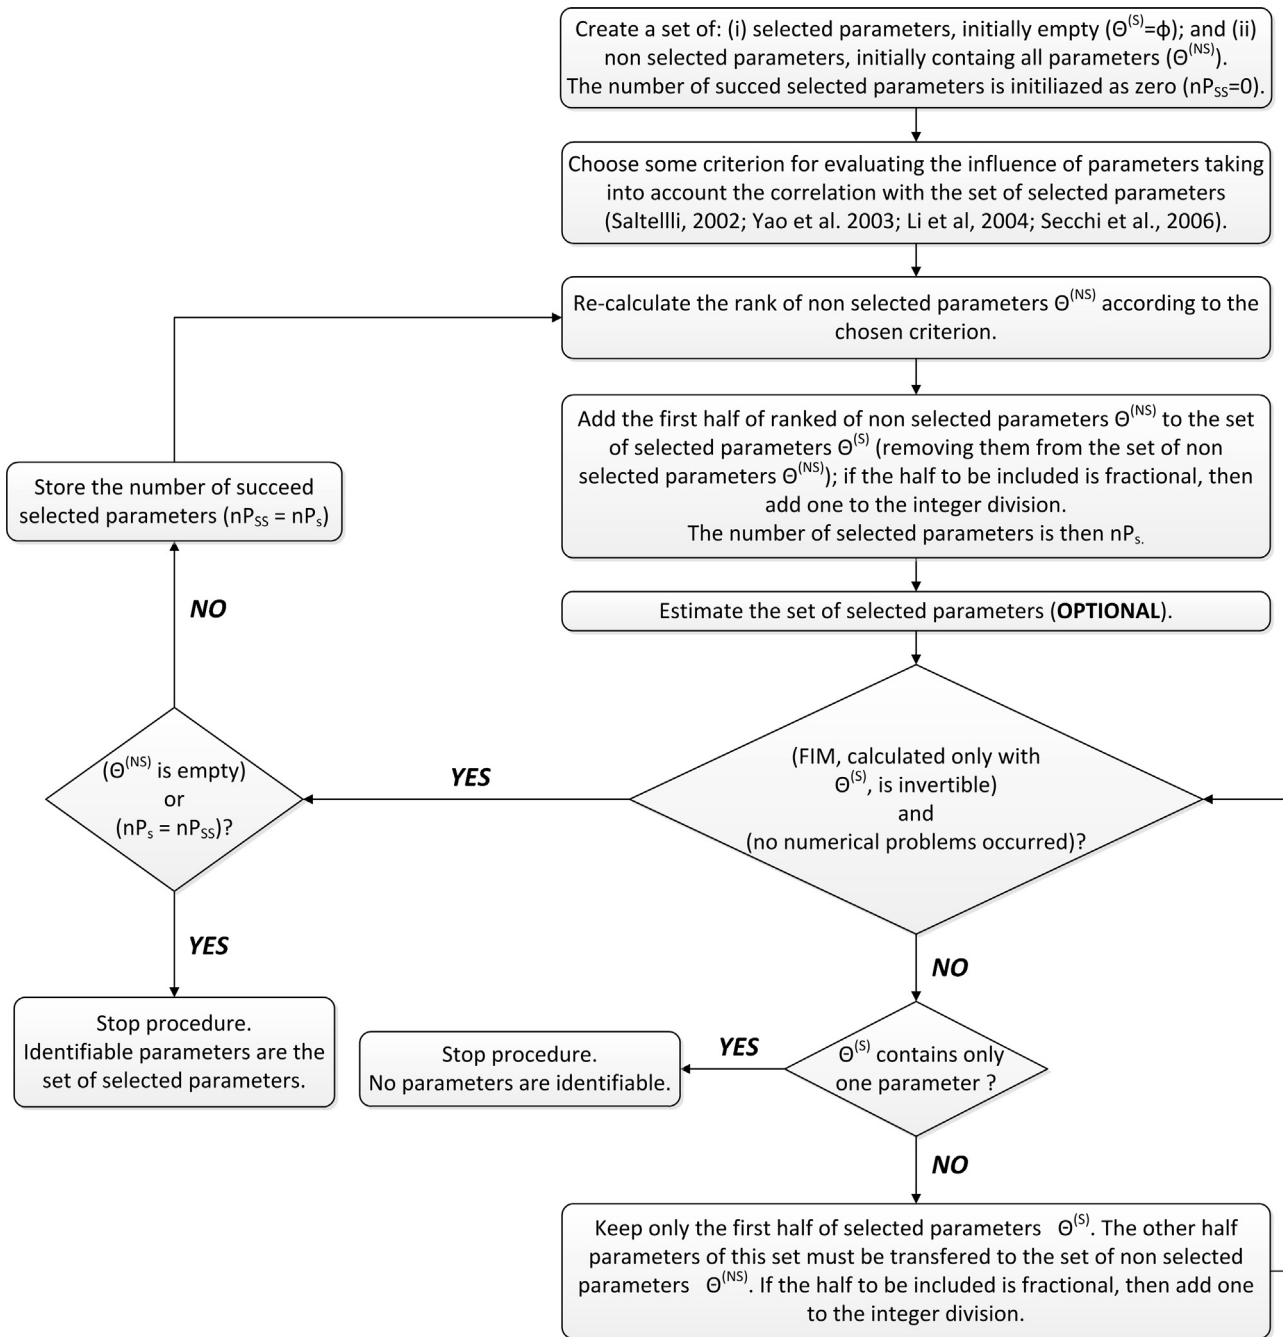 Create a set of: (i) selected parameters, initially empty (Θ(S)=ϕ); and (ii)
non selected parameters, initially containg all parameters (Θ(NS)).
The number of succed selected parameters is initiliazed as zero (nPSS=0).
Choose some criterion for evaluating the influence of parameters taking
into account the correlation with the set of selected parameters
(Saltellli, 2002; Yao et al. 2003; Li et al, 2004; Secchi et al., 2006).
Re-calculate the rank of non selected parameters Θ(NS) according to the
chosen criterion.
Add the first half of ranked of non selected parameters Θ(NS) to the set
of selected parameters Θ(S) (removing them from the set of non
selected parameters Θ(NS)); if the half to be included is fractional, then
add one to the integer division.
The number of selected parameters is then nPs.
Store the number of succeed
selected parameters (nPSS = nPs)
NO
Estimate the set of selected parameters (OPTIONAL).
(FIM, calculated only with
Θ(S), is invertible)
and
(no numerical problems occurred)?
YES
(Θ(NS) is empty)
or
(nPs = nPSS)?
YES
NO
Stop procedure.
Identifiable parameters are the
set of selected parameters.
Θ(S) contains only
one parameter ?
YES
Stop procedure.
No parameters are identifiable.
NO
Keep only the first half of selected parameters Θ(S). The other half
parameters of this set must be transfered to the set of non selected
parameters Θ(NS). If the half to be included is fractional, then add one
to the integer division.